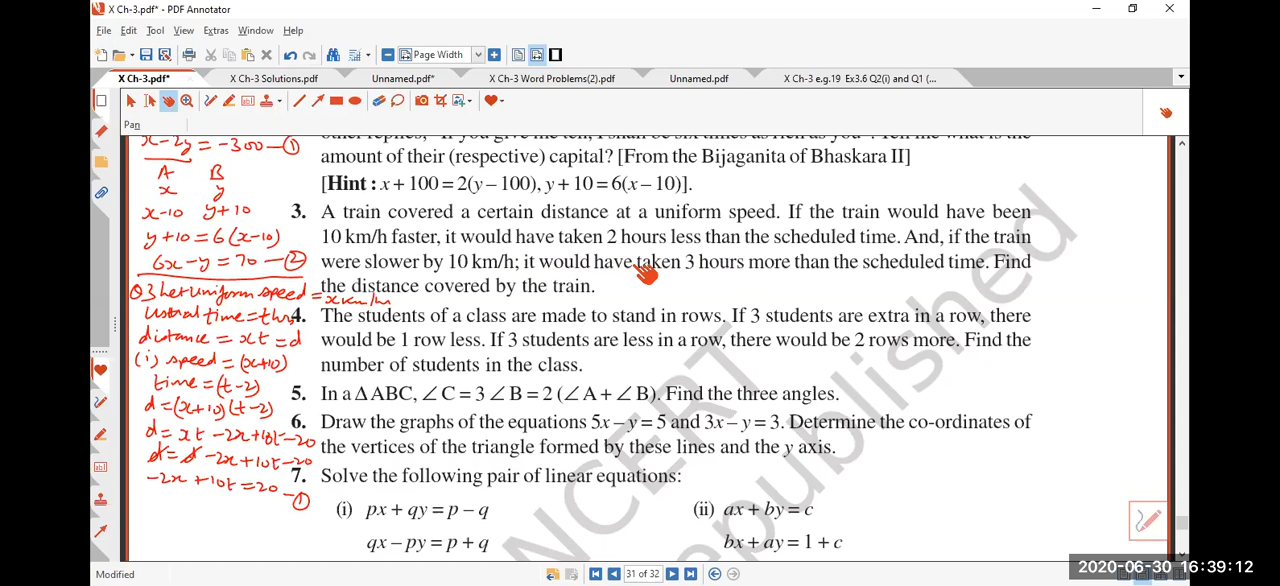 X Ch-3.pdf* - PDF Annotator
File Edit Tool View Extras Window Help
Page Width
X Ch-3.pdf* X Ch-3 Solutions.pdf Unnamed.pdf* X Ch-3 Word Problems(2).pdf Unnamed.pdf X Ch-3 e.g.19 Ex3.6 Q2(i) and Q1 (...
Pan
amount of their (respective) capital? [From the Bijaganita of Bhaskara II]
[Hint : x + 100 = 2(y – 100), y + 10 = 6(x – 10)].
3. A train covered a certain distance at a uniform speed. If the train would have been
10 km/h faster, it would have taken 2 hours less than the scheduled time. And, if the train
were slower by 10 km/h; it would have taken 3 hours more than the scheduled time. Find
the distance covered by the train.
4. The students of a class are made to stand in rows. If 3 students are extra in a row, there
would be 1 row less. If 3 students are less in a row, there would be 2 rows more. Find the
number of students in the class.
5. In a Δ ABC, ∠ C = 3 ∠ B = 2 (∠ A + ∠ B). Find the three angles.
6. Draw the graphs of the equations 5x – y = 5 and 3x – y = 3. Determine the co-ordinates of
the vertices of the triangle formed by these lines and the y axis.
7. Solve the following pair of linear equations:
(i) px + qy = p – q (ii) ax + by = c
qx – py = p + q bx + ay = 1 + c
x-2y = -300 — ①
A B
x y
x-10 y+10
y+10 = 6(x-10)
6x-y = 70 — ②
Q3 let uniform speed = x km/hr
usual time = t hr
distance = xt = d
(i) speed = (x+10)
time = (t-2)
d = (x+10)(t-2)
d = xt -2x+10t-20
d = d -2x+10t-20
-2x +10t = 20 — ①
NCERT
republished
Modified
31 of 32
2020-06-30 16:39:12